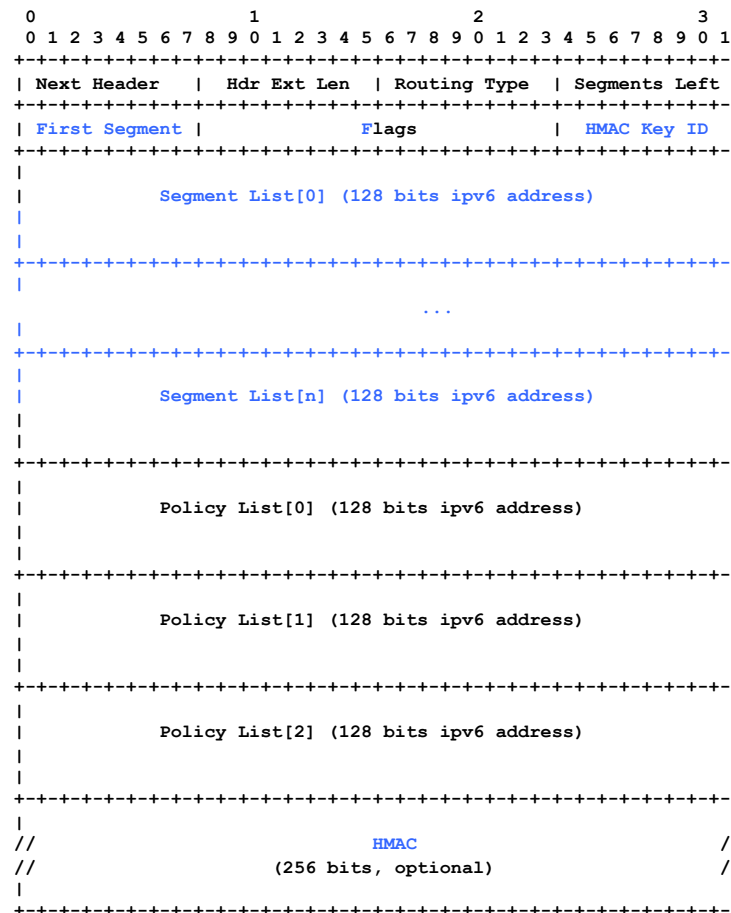 0                   1                   2                   3
0 1 2 3 4 5 6 7 8 9 0 1 2 3 4 5 6 7 8 9 0 1 2 3 4 5 6 7 8 9 0 1
+-+-+-+-+-+-+-+-+-+-+-+-+-+-+-+-+-+-+-+-+-+-+-+-+-+-+-+-+-+-+-+-
| Next Header   |  Hdr Ext Len  | Routing Type  | Segments Left
+-+-+-+-+-+-+-+-+-+-+-+-+-+-+-+-+-+-+-+-+-+-+-+-+-+-+-+-+-+-+-+-
| First Segment |              Flags            |  HMAC Key ID
+-+-+-+-+-+-+-+-+-+-+-+-+-+-+-+-+-+-+-+-+-+-+-+-+-+-+-+-+-+-+-+-
|
|            Segment List[0] (128 bits ipv6 address)
|
|
+-+-+-+-+-+-+-+-+-+-+-+-+-+-+-+-+-+-+-+-+-+-+-+-+-+-+-+-+-+-+-+-
|
...
|
+-+-+-+-+-+-+-+-+-+-+-+-+-+-+-+-+-+-+-+-+-+-+-+-+-+-+-+-+-+-+-+-
|
|            Segment List[n] (128 bits ipv6 address)
|
|
+-+-+-+-+-+-+-+-+-+-+-+-+-+-+-+-+-+-+-+-+-+-+-+-+-+-+-+-+-+-+-+-
|
|            Policy List[0] (128 bits ipv6 address)
|
|
+-+-+-+-+-+-+-+-+-+-+-+-+-+-+-+-+-+-+-+-+-+-+-+-+-+-+-+-+-+-+-+-
|
|            Policy List[1] (128 bits ipv6 address)
|
|
+-+-+-+-+-+-+-+-+-+-+-+-+-+-+-+-+-+-+-+-+-+-+-+-+-+-+-+-+-+-+-+-
|
|            Policy List[2] (128 bits ipv6 address)
|
|
+-+-+-+-+-+-+-+-+-+-+-+-+-+-+-+-+-+-+-+-+-+-+-+-+-+-+-+-+-+-+-+-
|
//                              HMAC                           /
//                     (256 bits, optional)                    /
|
+-+-+-+-+-+-+-+-+-+-+-+-+-+-+-+-+-+-+-+-+-+-+-+-+-+-+-+-+-+-+-+-